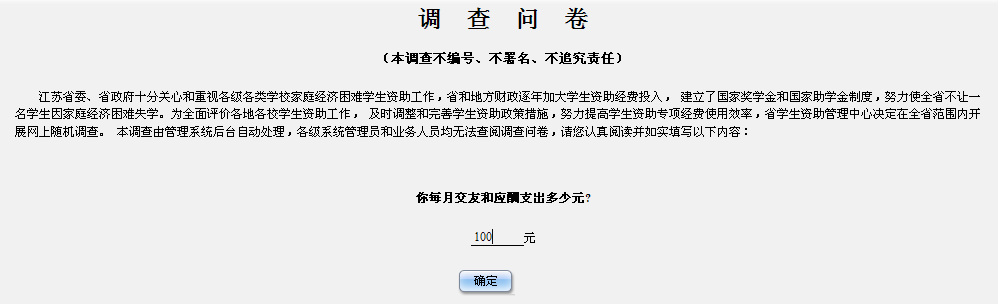 调 查 问 卷
（本调查不编号、不署名、不追究责任）
江苏省委、省政府十分关心和重视各级各类学校家庭经济困难学生资助工作，省和地方财政逐年加大学生资助经费投入， 建立了国家奖学金和国家助学金制度，努力使全省不让一
名学生因家庭经济困难失学。为全面评价各地各校学生资助工作， 及时调整和完善学生资助政策措施，努力提高学生资助专项经费使用效率，省学生资助管理中心决定在全省范围内开
展网上随机调查。 本调查由管理系统后台自动处理，各级系统管理员和业务人员均无法查阅调查问卷，请您认真阅读并如实填写以下内容：
你每月交友和应酬支出多少元?
100 元
确定